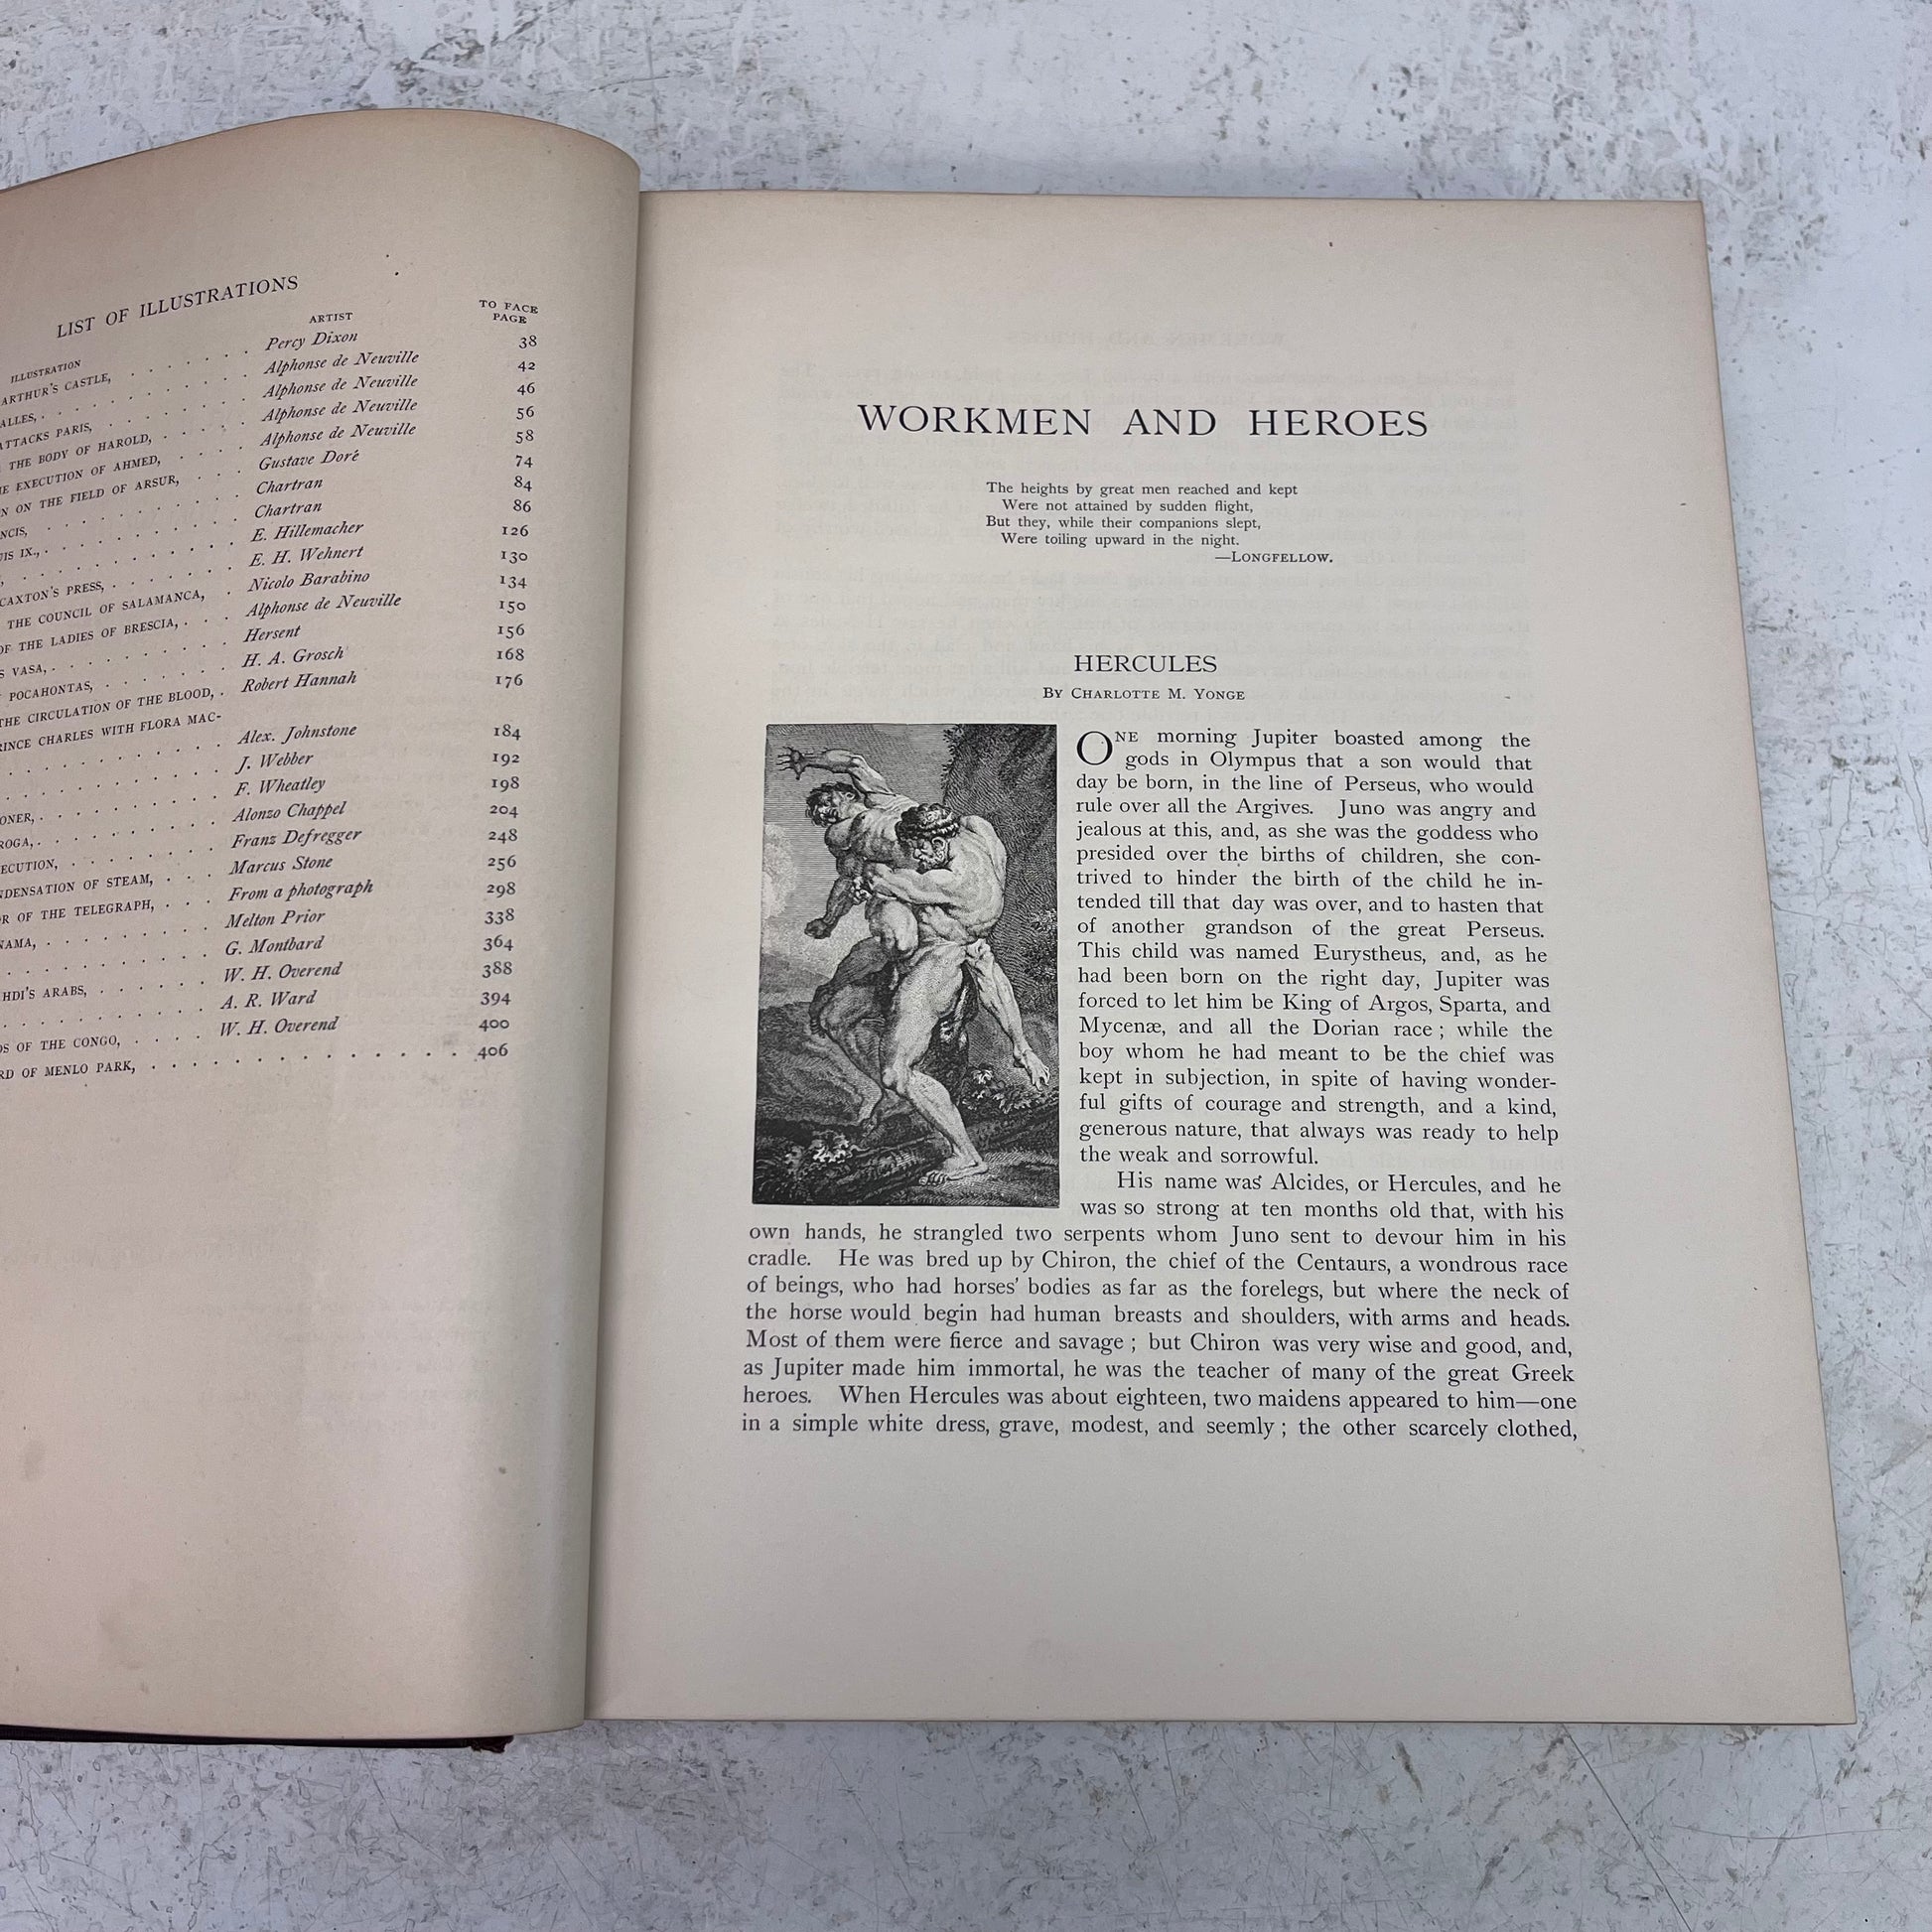 LIST OF ILLUSTRATIONS
ILLUSTRATION ARTIST TO FACE PAGE
ARTHUR'S CASTLE, Percy Dixon 38
Alphonse de Neuville 42
ATTACKS PARIS, Alphonse de Neuville 46
THE BODY OF HAROLD, Alphonse de Neuville 56
EXECUTION OF AHMED, Alphonse de Neuville 58
ON THE FIELD OF ARSUR, Gustave Doré 74
Chartran 84
IX., Chartran 86
E. Hillemacher 126
CAXTON'S PRESS, E. H. Wehnert 130
THE COUNCIL OF SALAMANCA, Nicolo Barabino 134
OF THE LADIES OF BRESCIA, Alphonse de Neuville 150
VASA, Hersent 156
POCAHONTAS, H. A. Grosch 168
THE CIRCULATION OF THE BLOOD, Robert Hannah 176
PRINCE CHARLES WITH FLORA MAC-
Alex. Johnstone 184
J. Webber 192
F. Wheatley 198
Alonzo Chappel 204
Franz Defregger 248
OF STEAM, Marcus Stone 256
OF THE TELEGRAPH, From a photograph 298
Melton Prior 338
G. Montbard 364
ARABS, W. H. Overend 388
A. R. Ward 394
OF THE CONGO, W. H. Overend 400
OF MENLO PARK, 406
WORKMEN AND HEROES
The heights by great men reached and kept
Were not attained by sudden flight,
But they, while their companions slept,
Were toiling upward in the night.
—LONGFELLOW.
HERCULES
BY CHARLOTTE M. YONGE
ONE morning Jupiter boasted among the
gods in Olympus that a son would that
day be born, in the line of Perseus, who would
rule over all the Argives. Juno was angry and
jealous at this, and, as she was the goddess who
presided over the births of children, she con-
trived to hinder the birth of the child he in-
tended till that day was over, and to hasten that
of another grandson of the great Perseus.
This child was named Eurystheus, and, as he
had been born on the right day, Jupiter was
forced to let him be King of Argos, Sparta, and
Mycenæ, and all the Dorian race; while the
boy whom he had meant to be the chief was
kept in subjection, in spite of having wonder-
ful gifts of courage and strength, and a kind,
generous nature, that always was ready to help
the weak and sorrowful.
His name was Alcides, or Hercules, and he
was so strong at ten months old that, with his
own hands, he strangled two serpents whom Juno sent to devour him in his
cradle. He was bred up by Chiron, the chief of the Centaurs, a wondrous race
of beings, who had horses' bodies as far as the forelegs, but where the neck of
the horse would begin had human breasts and shoulders, with arms and heads.
Most of them were fierce and savage; but Chiron was very wise and good, and,
as Jupiter made him immortal, he was the teacher of many of the great Greek
heroes. When Hercules was about eighteen, two maidens appeared to him—one
in a simple white dress, grave, modest, and seemly; the other scarcely clothed,